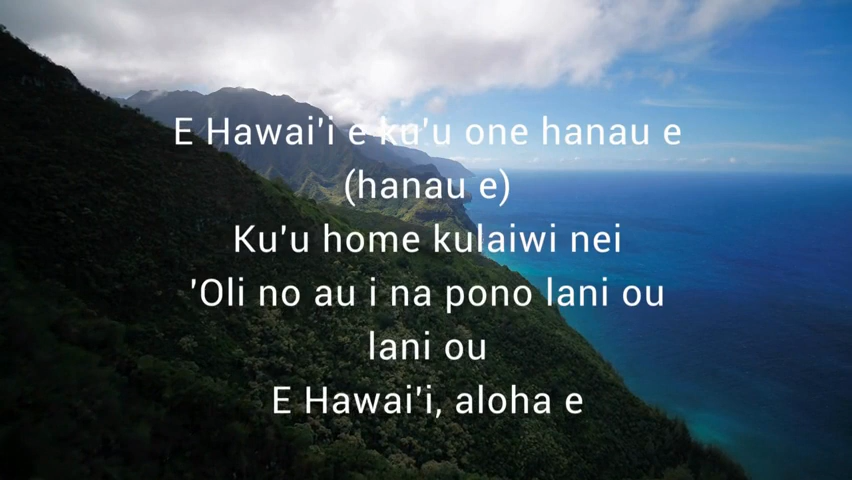 E Hawai'i e ku'u one hanau e
(hanau e)
Ku'u home kulaiwi nei
'Oli no au i na pono lani ou
lani ou
E Hawai'i, aloha e